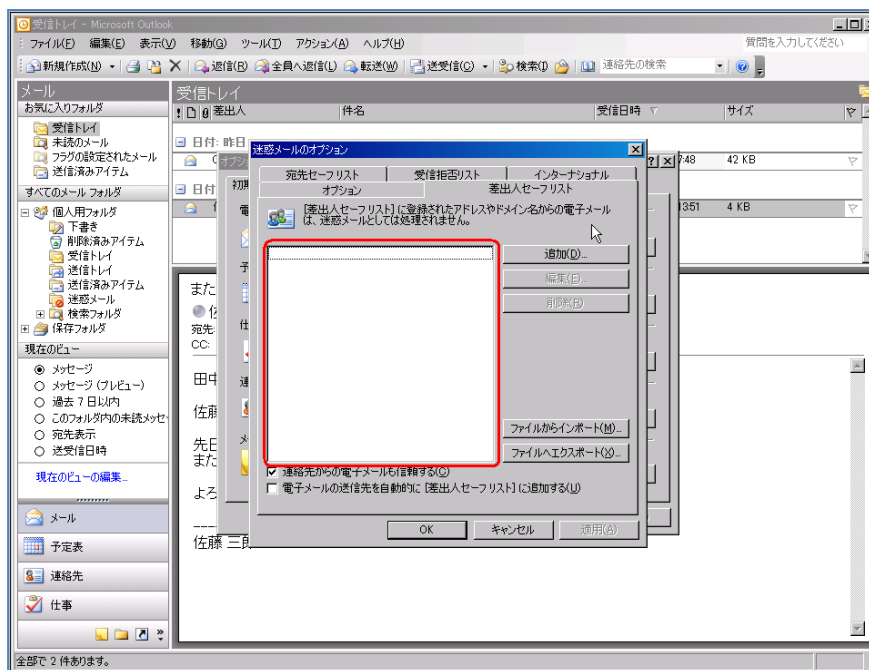 受信トレイ - Microsoft Outlook
ファイル(F) 編集(E) 表示(V) 移動(G) ツール(T) アクション(A) ヘルプ(H) 質問を入力してください
新規作成(N) 返信(R) 全員へ返信(L) 転送(W) 送受信(C) 検索(I) 連絡先の検索
メール
お気に入りフォルダ
受信トレイ
未読のメール
フラグの設定されたメール
送信済みアイテム
すべてのメール フォルダ
個人用フォルダ
下書き
削除済みアイテム
受信トレイ
送信トレイ
送信済みアイテム
迷惑メール
検索フォルダ
保存フォルダ
現在のビュー
メッセージ
メッセージ (プレビュー)
過去 7 日以内
このフォルダ内の未読メッセ
宛先表示
送受信日時
現在のビューの編集...
メール
予定表
連絡先
仕事
受信トレイ
差出人 件名 受信日時 サイズ
日付: 昨日
7:48 42 KB
日付
13:51 4 KB
また
宛先:
CC:
田中
佐藤
先日
また
よろ
佐藤 三郎
オプシ
初期
電
予
仕
連
メ
迷惑メールのオプション
宛先セーフ リスト 受信拒否リスト インターナショナル
オプション 差出人セーフ リスト
[差出人セーフ リスト] に登録されたアドレスやドメイン名からの電子メール
は、迷惑メールとしては処理されません。
追加(D)...
編集(E)...
削除(R)
ファイルからインポート(M)...
ファイルへエクスポート(X)...
連絡先からの電子メールも信頼する(C)
電子メールの送信先を自動的に [差出人セーフ リスト] に追加する(U)
OK キャンセル 適用(A)
全部で 2 件あります。